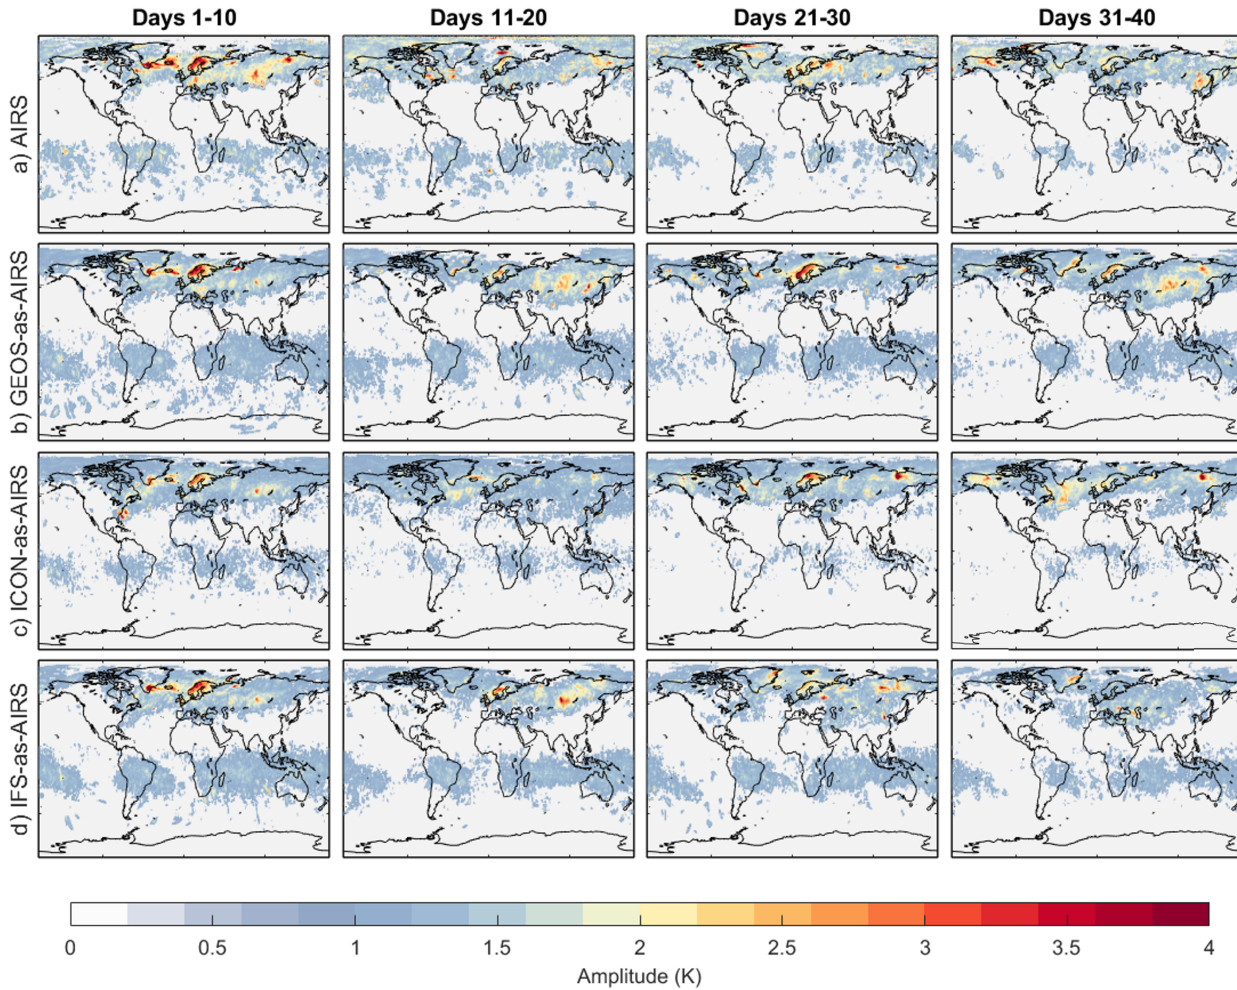 Days 1-10
Days 11-20
Days 21-30
Days 31-40
a) AIRS
b) GEOS-as-AIRS
c) ICON-as-AIRS
d) IFS-as-AIRS
0 0.5 1 1.5 2 2.5 3 3.5 4
Amplitude (K)